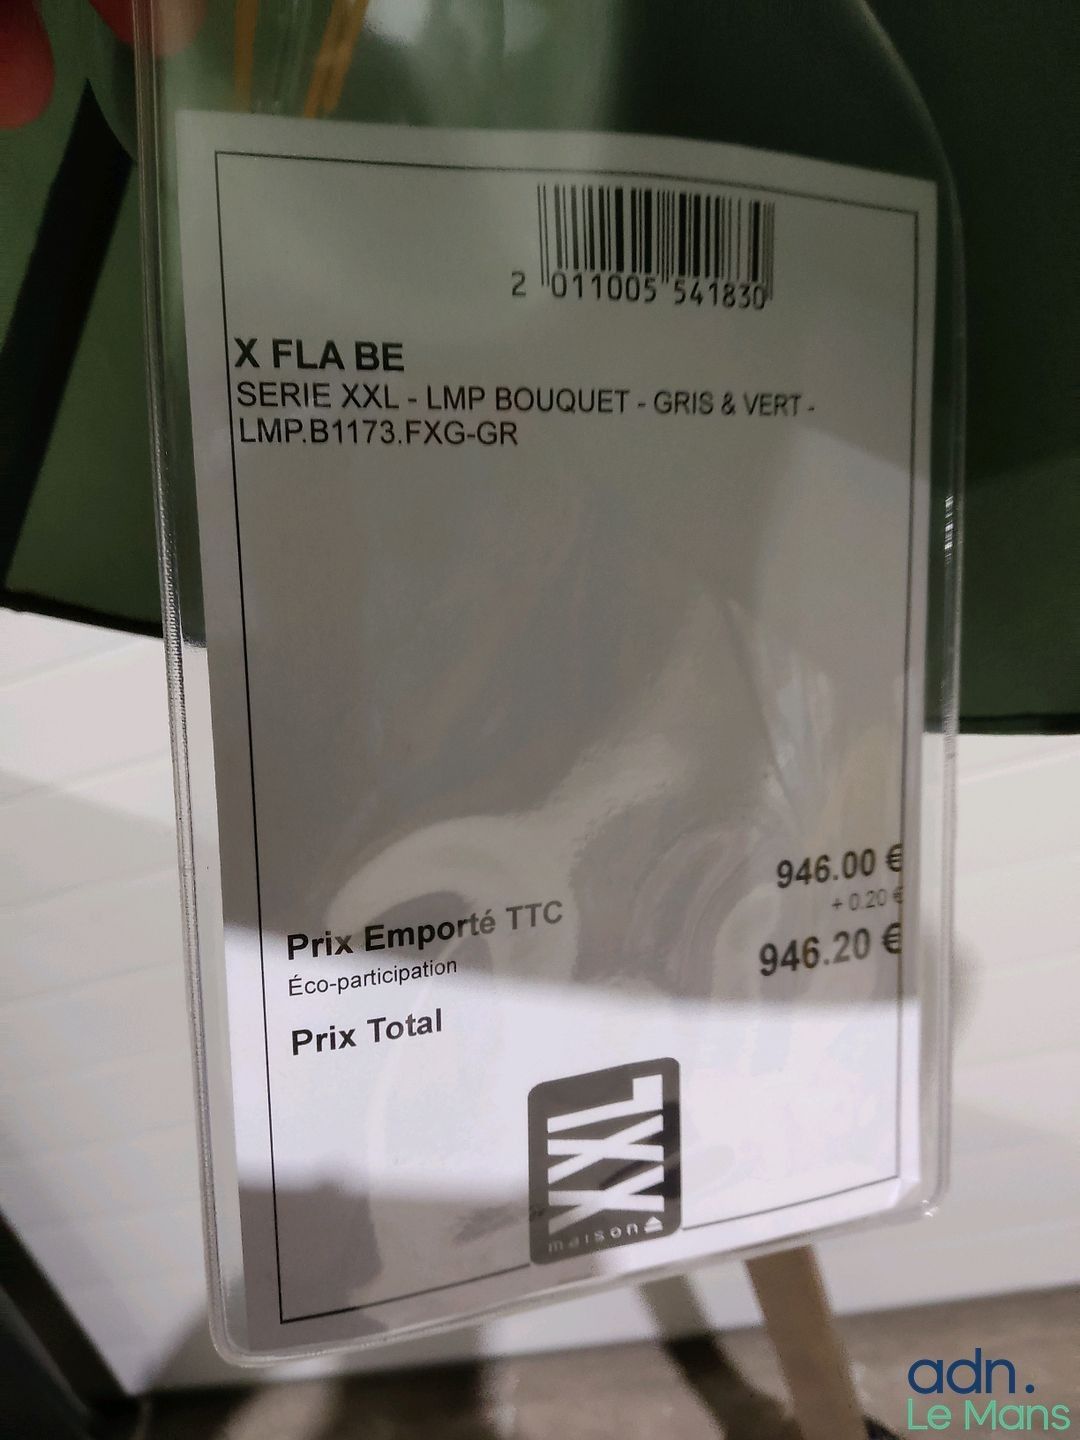 2 011005 541830
X FLA BE
SERIE XXL - LMP BOUQUET - GRIS & VERT -
LMP.B1173.FXG-GR
Prix Emporté TTC 946.00 €
Éco-participation + 0.20 €
Prix Total 946.20 €
XXL
maison
adn.
Le Mans